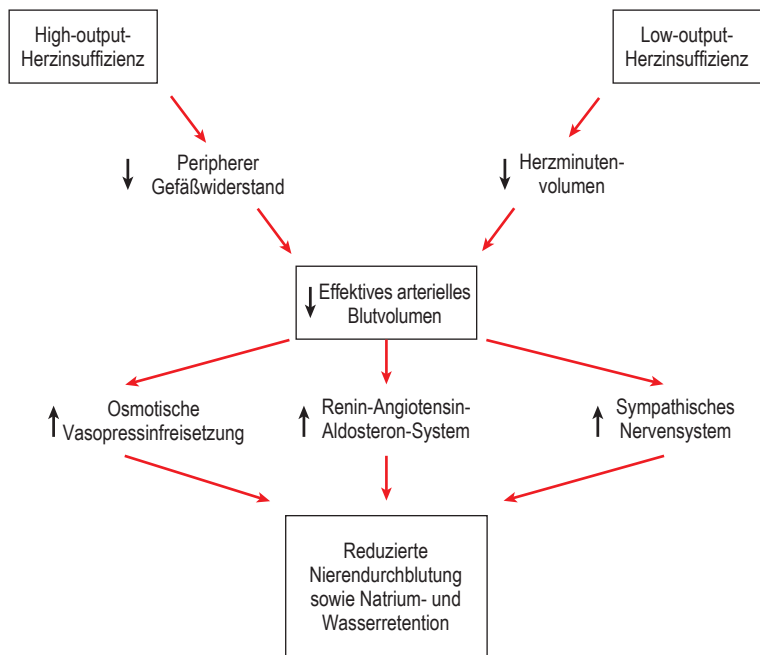 High-output-
Herzinsuffizienz
Low-output-
Herzinsuffizienz
Peripherer
Gefäßwiderstand
Herzminuten-
volumen
Effektives arterielles
Blutvolumen
Osmotische
Vasopressinfreisetzung
Renin-Angiotensin-
Aldosteron-System
Sympathisches
Nervensystem
Reduzierte
Nierendurchblutung
sowie Natrium- und
Wasserretention